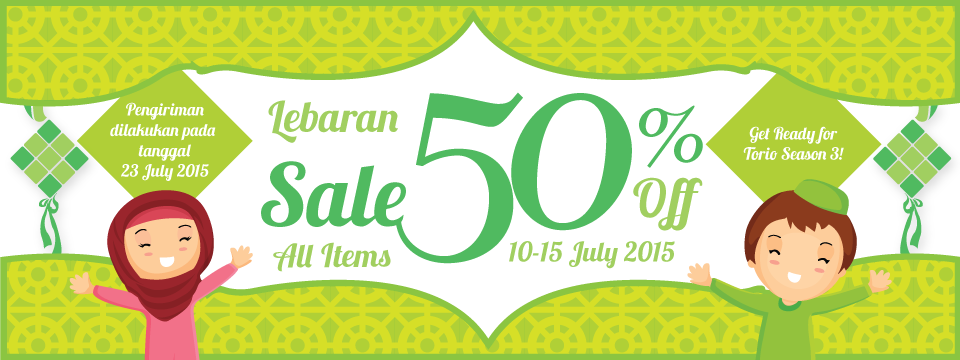 Pengiriman
dilakukan pada
tanggal
23 July 2015
Lebaran
Sale
All Items
50%
Off
10-15 July 2015
Get Ready for
Torio Season 3!